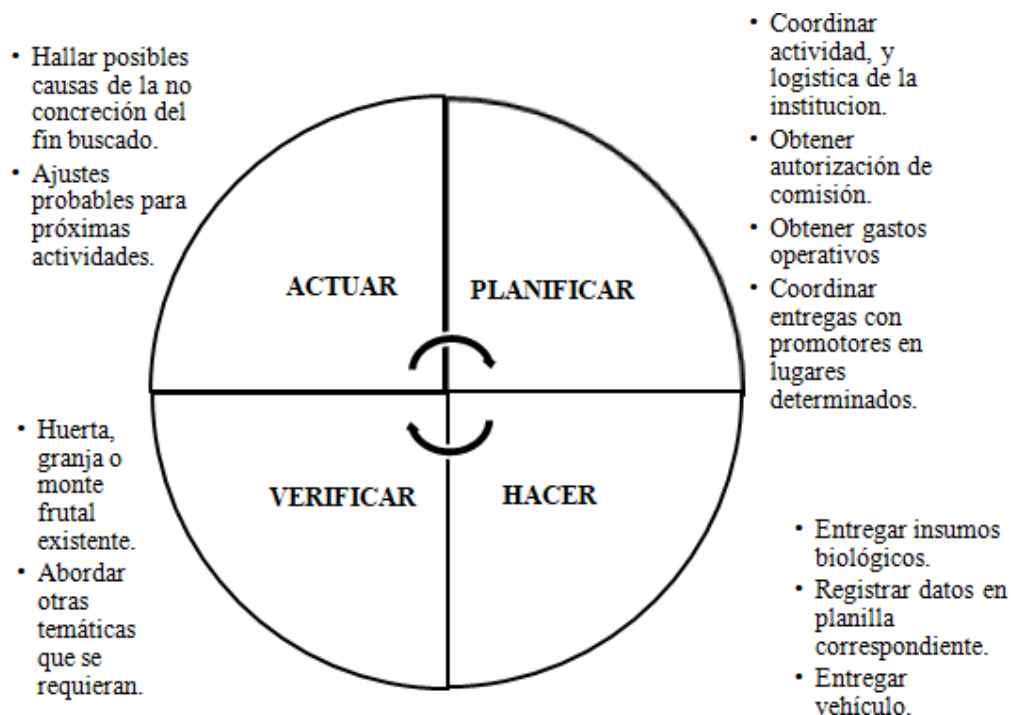 • Hallar posibles
causas de la no
concreción del
fin buscado.
• Ajustes
probables para
próximas
actividades.
• Coordinar
actividad, y
logistica de la
institucion.
• Obtener
autorización de
comisión.
• Obtener gastos
operativos
• Coordinar
entregas con
promotores en
lugares
determinados.
ACTUAR
PLANIFICAR
VERIFICAR
HACER
• Huerta,
granja o
monte
frutal
existente.
• Abordar
otras
temáticas
que se
requieran.
• Entregar insumos
biológicos.
• Registrar datos en
planilla
correspondiente.
• Entregar
vehículo.